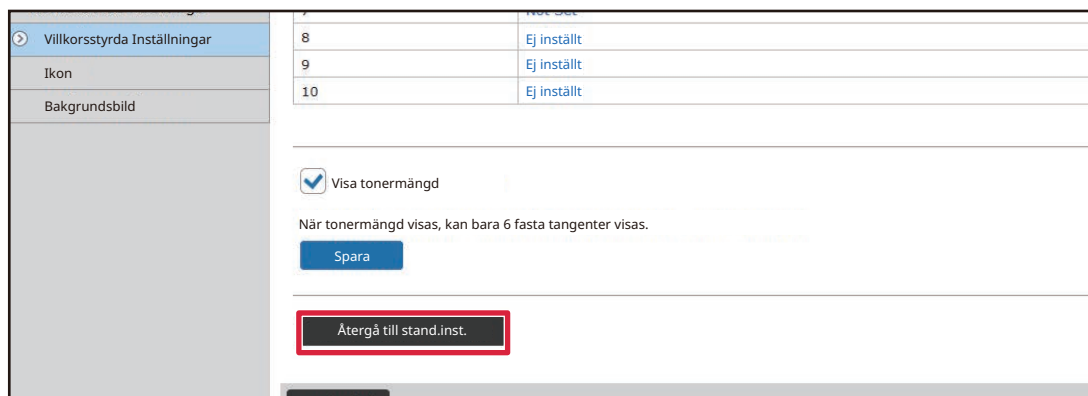 Villkorsstyrda Inställningar
Ikon
Bakgrundsbild
8 Ej inställt
9 Ej inställt
10 Ej inställt
Visa tonermängd
När tonermängd visas, kan bara 6 fasta tangenter visas.
Spara
Återgå till stand.inst.